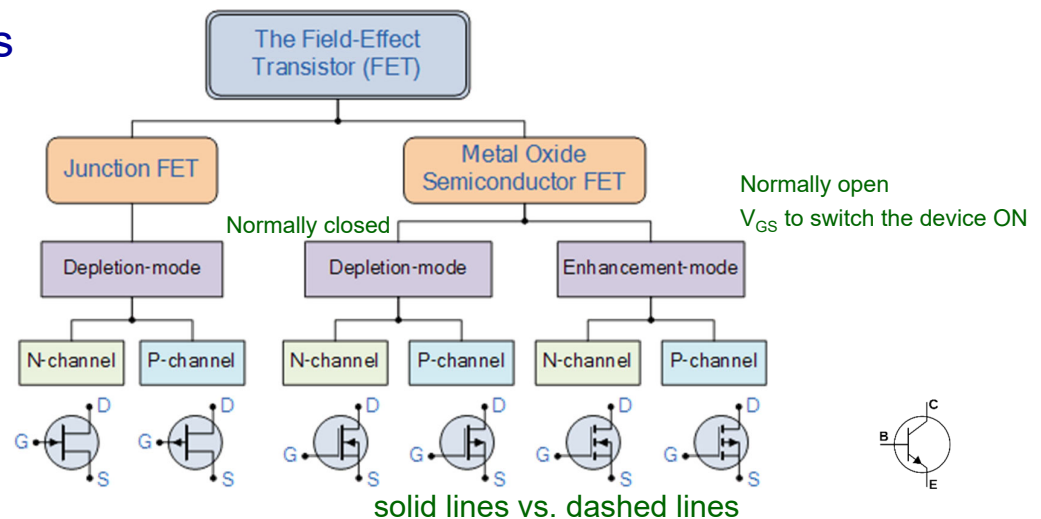 s
The Field-Effect
Transistor (FET)
Junction FET
Metal Oxide
Semiconductor FET
Normally open
V_GS to switch the device ON
Normally closed
Depletion-mode
Depletion-mode
Enhancement-mode
N-channel
P-channel
N-channel
P-channel
N-channel
P-channel
D
D
D
D
D
D
C
G
G
G
G
G
G
B
S
S
S
S
S
S
E
solid lines vs. dashed lines